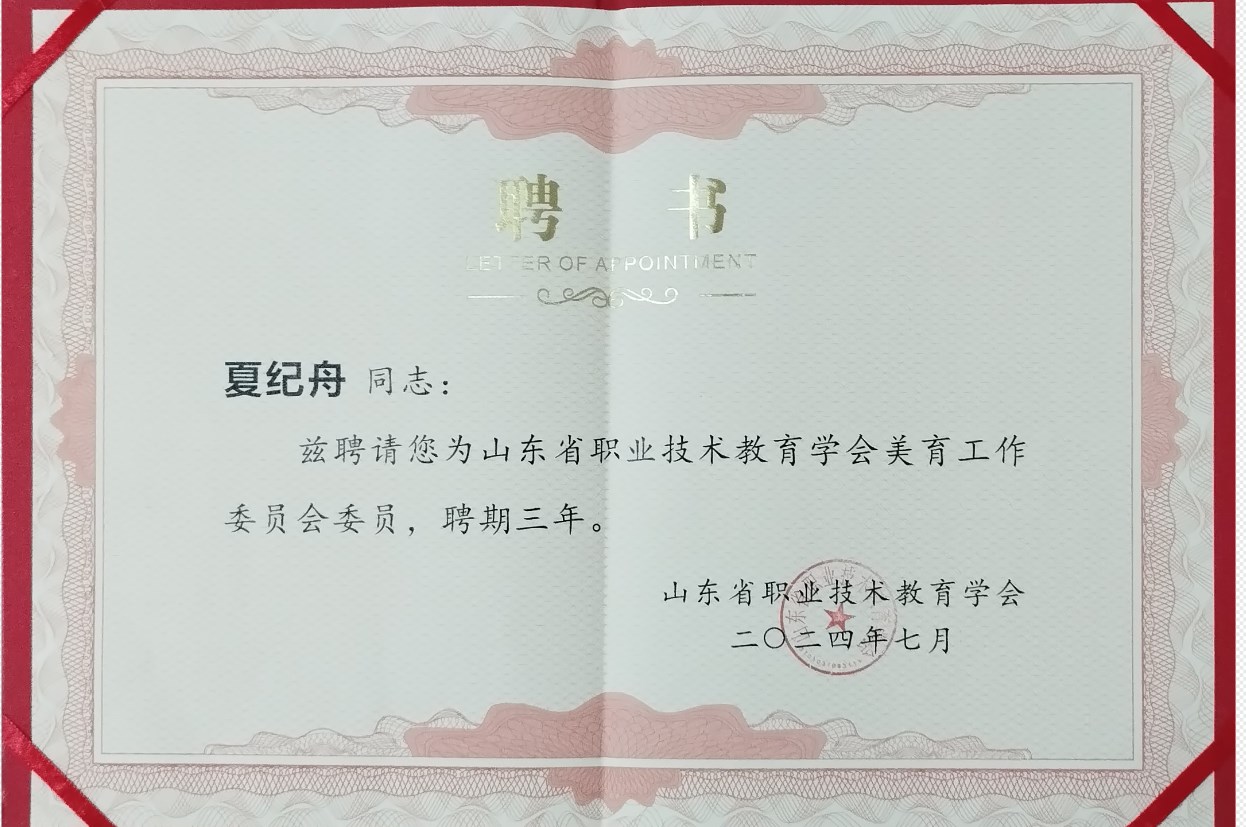 聘 书
LETTER OF APPOINTMENT
夏纪舟 同志：
兹聘请您为山东省职业技术教育学会美育工作
委员会委员，聘期三年。
山东省职业技术教育学会
二〇二四年七月